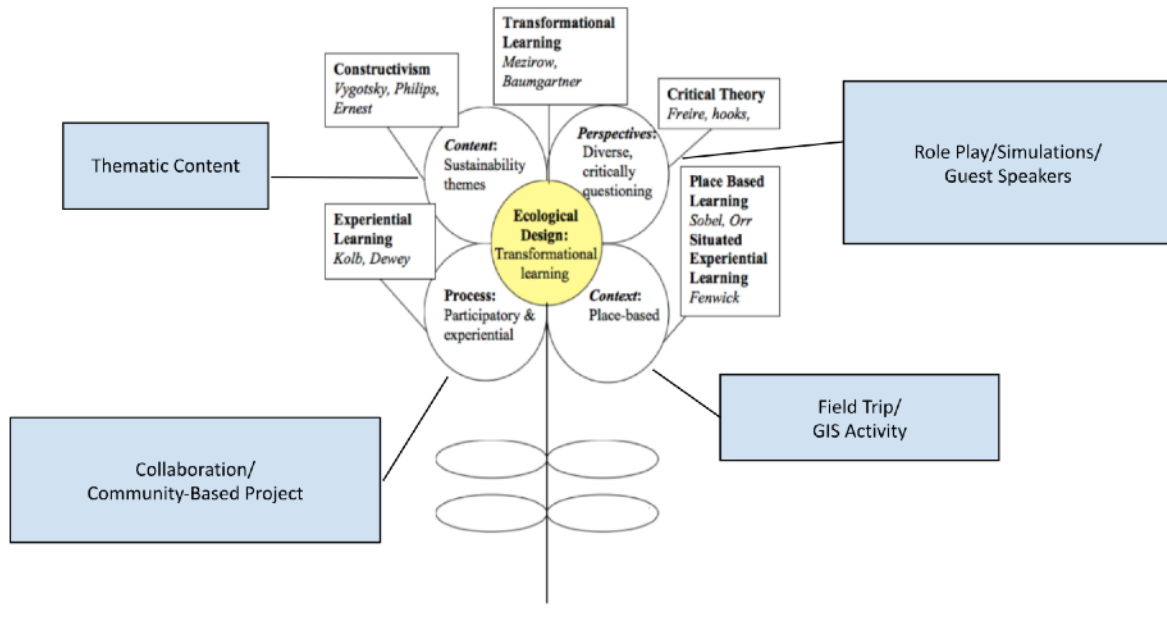 Transformational
Learning
Mezirow,
Baumgartner
Constructivism
Vygotsky, Philips,
Ernest
Critical Theory
Freire, hooks,
Thematic Content
Content:
Sustainability
themes
Perspectives:
Diverse,
critically
questioning
Role Play/Simulations/
Guest Speakers
Place Based
Learning
Sobel, Orr
Situated
Experiential
Learning
Fenwick
Experiential
Learning
Kolb, Dewey
Ecological
Design:
Transformational
learning
Process:
Participatory &
experiential
Context:
Place-based
Field Trip/
GIS Activity
Collaboration/
Community-Based Project